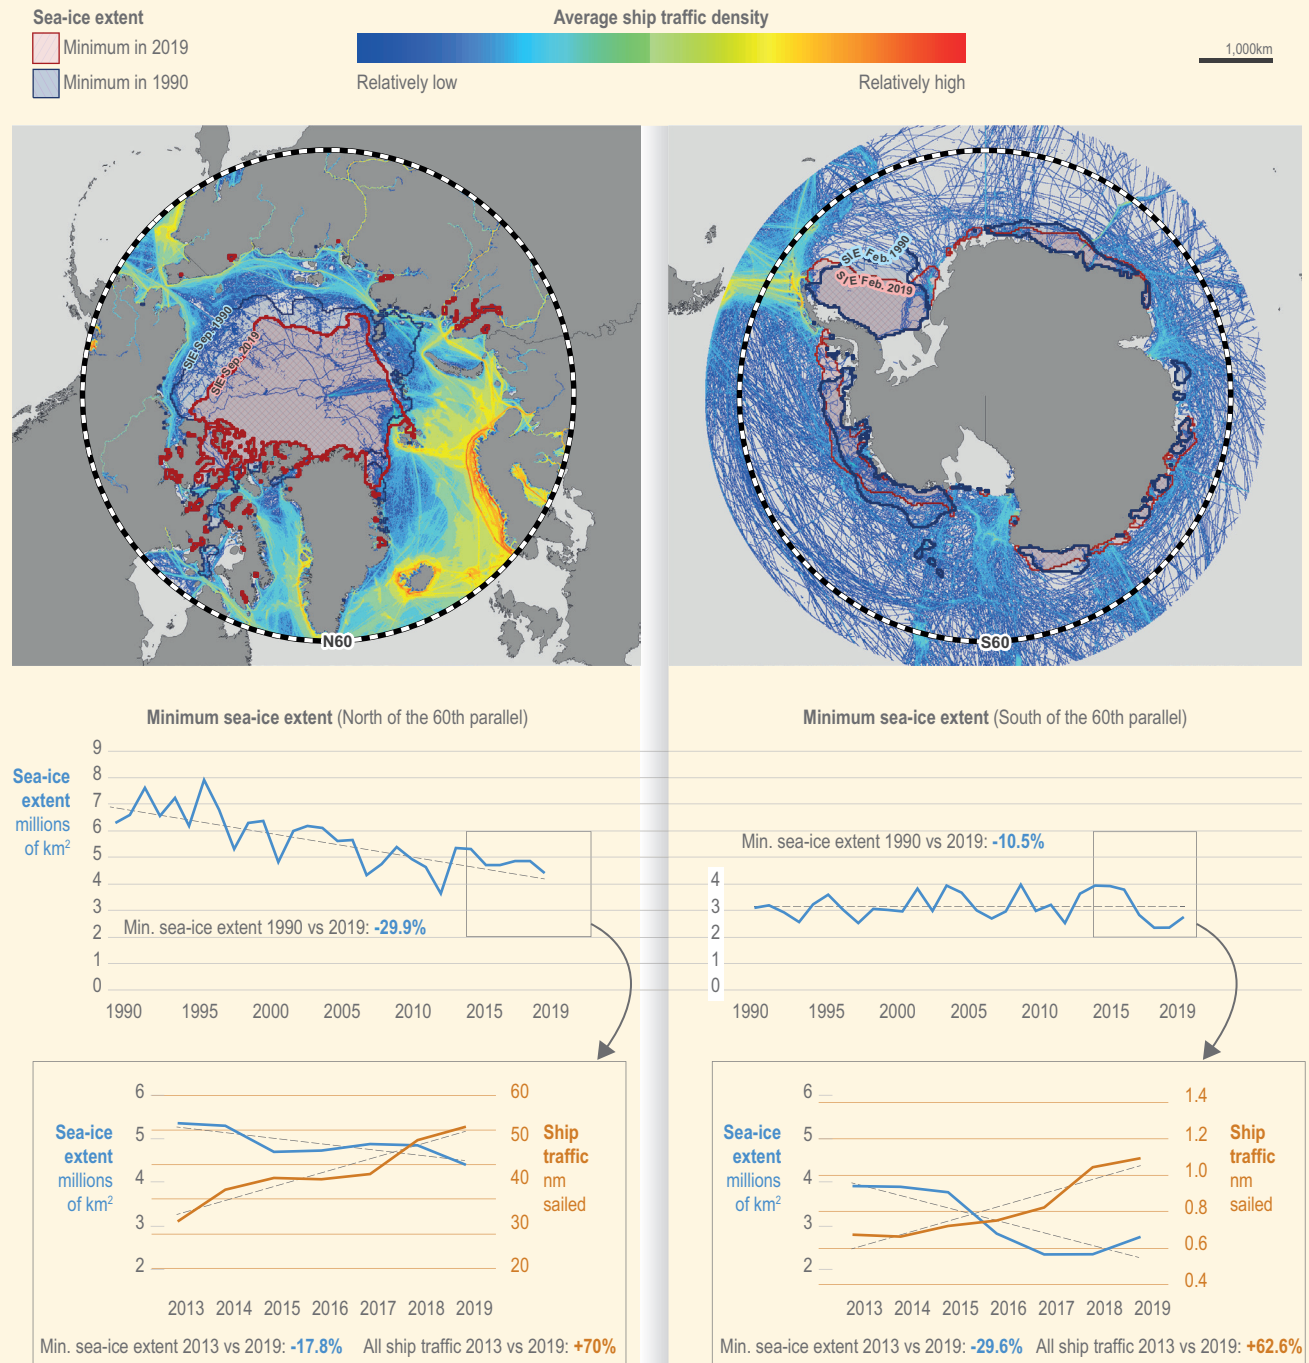 Sea-ice extent
Minimum in 2019
Minimum in 1990
Average ship traffic density
Relatively low
Relatively high
1,000km
SIE Sep. 1990
SIE Sep. 2019
N60
SIE Feb. 1990
SIE Feb. 2019
S60
Minimum sea-ice extent (North of the 60th parallel)
Sea-ice
extent
millions
of km²
9
8
7
6
5
4
3
2
1
0
Min. sea-ice extent 1990 vs 2019: -29.9%
1990 1995 2000 2005 2010 2015 2019
Minimum sea-ice extent (South of the 60th parallel)
Min. sea-ice extent 1990 vs 2019: -10.5%
4
3
2
1
0
1990 1995 2000 2005 2010 2015 2019
Sea-ice
extent
millions
of km²
6
5
4
3
2
60
50
40
30
20
Ship
traffic
nm
sailed
2013 2014 2015 2016 2017 2018 2019
Min. sea-ice extent 2013 vs 2019: -17.8% All ship traffic 2013 vs 2019: +70%
Sea-ice
extent
millions
of km²
6
5
4
3
2
1.4
1.2
1.0
0.8
0.6
0.4
Ship
traffic
nm
sailed
2013 2014 2015 2016 2017 2018 2019
Min. sea-ice extent 2013 vs 2019: -29.6% All ship traffic 2013 vs 2019: +62.6%